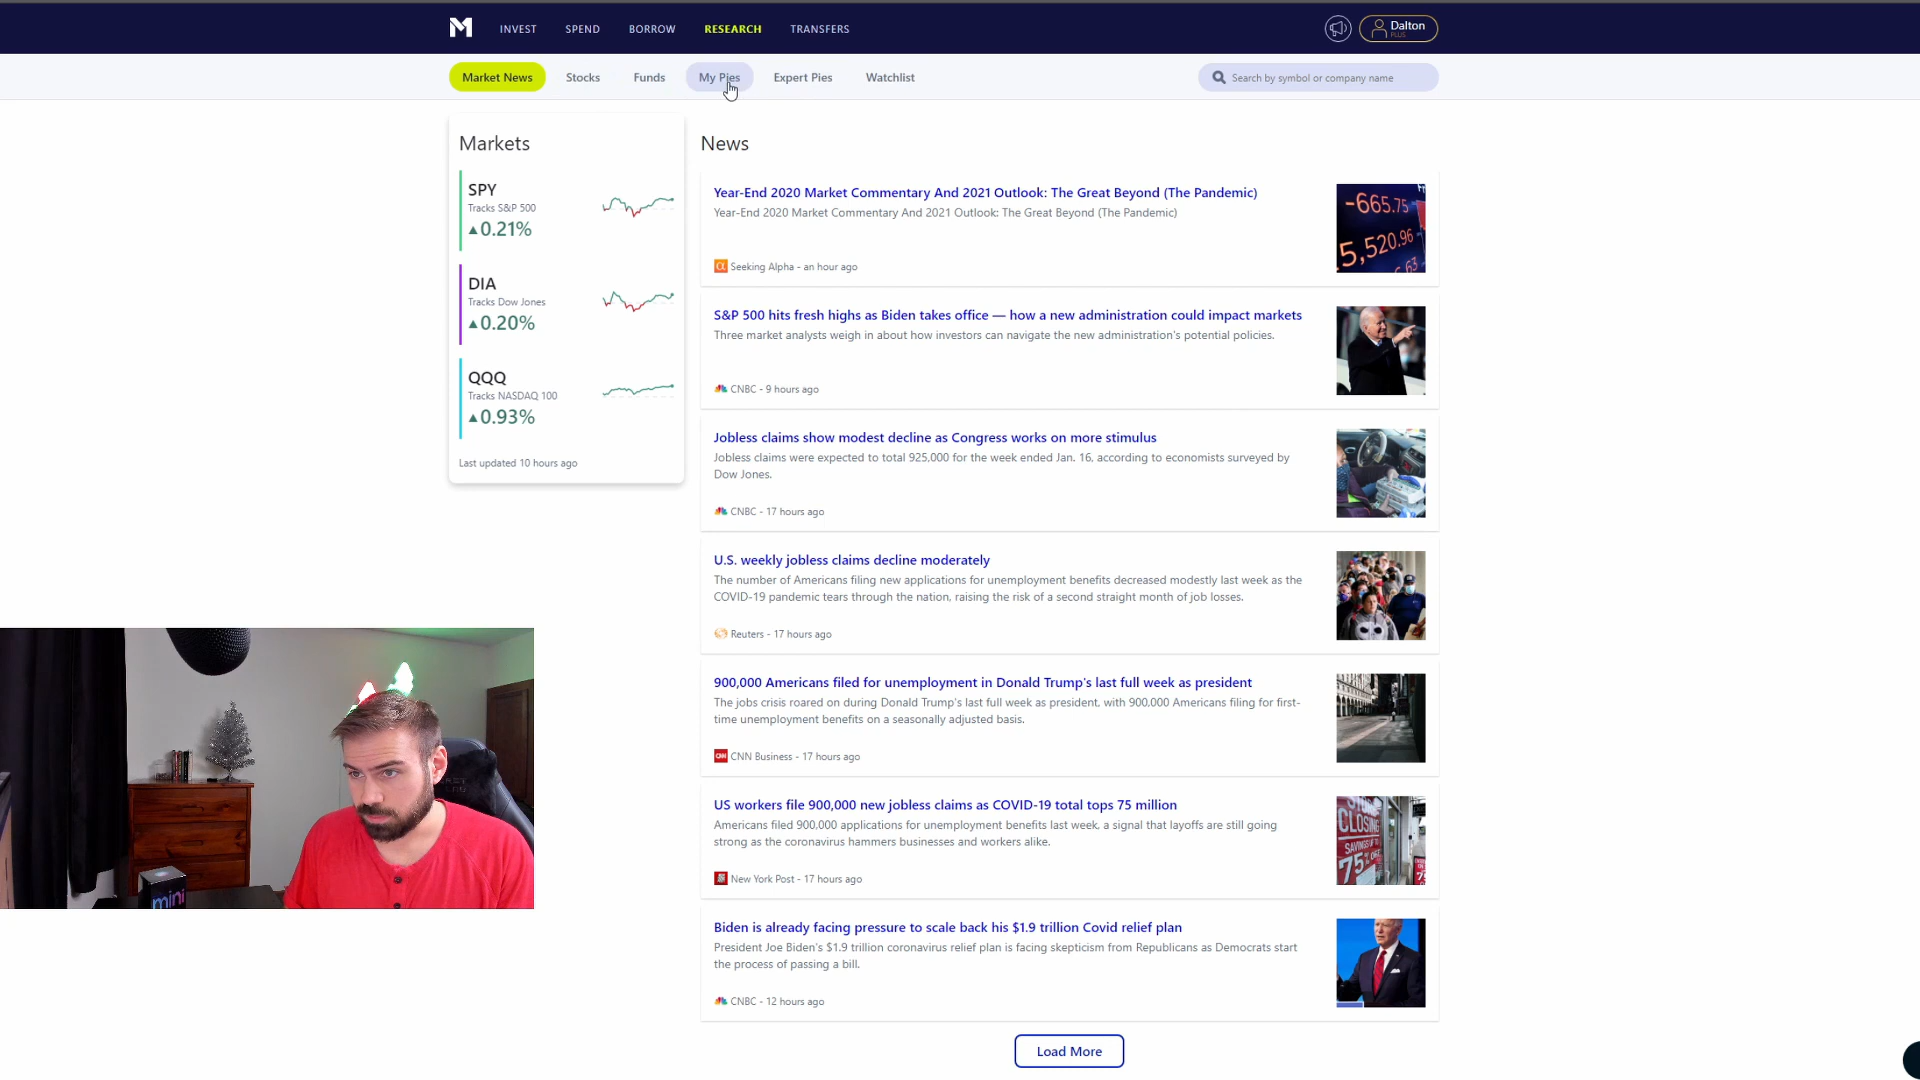 M
INVEST
SPEND
BORROW
RESEARCH
TRANSFERS
Dalton
PLUS
Market News
Stocks
Funds
My Pies
Expert Pies
Watchlist
Search by symbol or company name
Markets
SPY
Tracks S&P 500
▲0.21%
DIA
Tracks Dow Jones
▲0.20%
QQQ
Tracks NASDAQ 100
▲0.93%
Last updated 10 hours ago
News
Year-End 2020 Market Commentary And 2021 Outlook: The Great Beyond (The Pandemic)
Year-End 2020 Market Commentary And 2021 Outlook: The Great Beyond (The Pandemic)
Seeking Alpha - an hour ago
-665.75
5,520.96
S&P 500 hits fresh highs as Biden takes office — how a new administration could impact markets
Three market analysts weigh in about how investors can navigate the new administration's potential policies.
CNBC - 9 hours ago
Jobless claims show modest decline as Congress works on more stimulus
Jobless claims were expected to total 925,000 for the week ended Jan. 16, according to economists surveyed by
Dow Jones.
CNBC - 17 hours ago
U.S. weekly jobless claims decline moderately
The number of Americans filing new applications for unemployment benefits decreased modestly last week as the
COVID-19 pandemic tears through the nation, raising the risk of a second straight month of job losses.
Reuters - 17 hours ago
900,000 Americans filed for unemployment in Donald Trump's last full week as president
The jobs crisis roared on during Donald Trump's last full week as president, with 900,000 Americans filing for first-
time unemployment benefits on a seasonally adjusted basis.
CNN Business - 17 hours ago
US workers file 900,000 new jobless claims as COVID-19 total tops 75 million
Americans filed 900,000 applications for unemployment benefits last week, a signal that layoffs are still going
strong as the coronavirus hammers businesses and workers alike.
New York Post - 17 hours ago
CLOSING
75%
Biden is already facing pressure to scale back his $1.9 trillion Covid relief plan
President Joe Biden's $1.9 trillion coronavirus relief plan is facing skepticism from Republicans as Democrats start
the process of passing a bill.
CNBC - 12 hours ago
Load More
mini